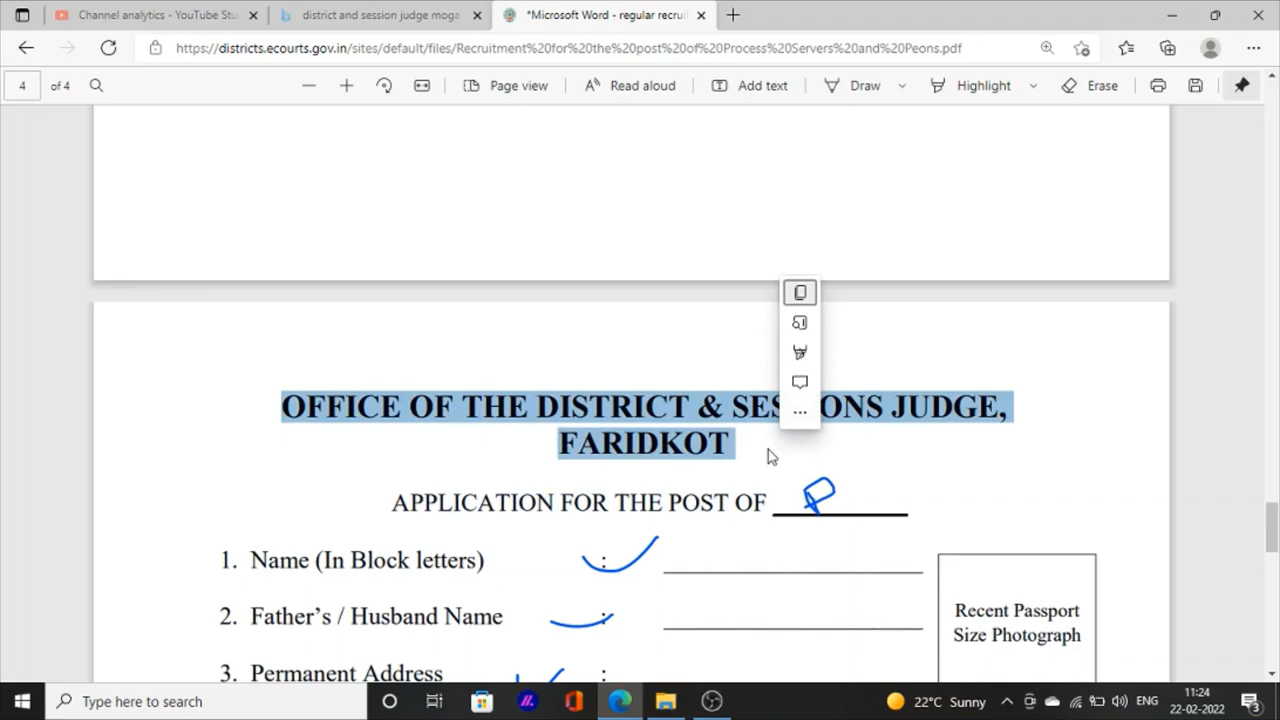 Channel analytics - YouTube Stu
district and session judge moga
*Microsoft Word - regular recrui
https://districts.ecourts.gov.in/sites/default/files/Recruitment%20for%20the%20post%20of%20Process%20Servers%20and%20Peons.pdf
4 of 4
Page view
Read aloud
Add text
Draw
Highlight
Erase
OFFICE OF THE DISTRICT & SESSIONS JUDGE,
FARIDKOT
APPLICATION FOR THE POST OF
1. Name (In Block letters) :
2. Father's / Husband Name :
3. Permanent Address :
Recent Passport
Size Photograph
Type here to search
22°C Sunny
ENG
11:24
22-02-2022
3